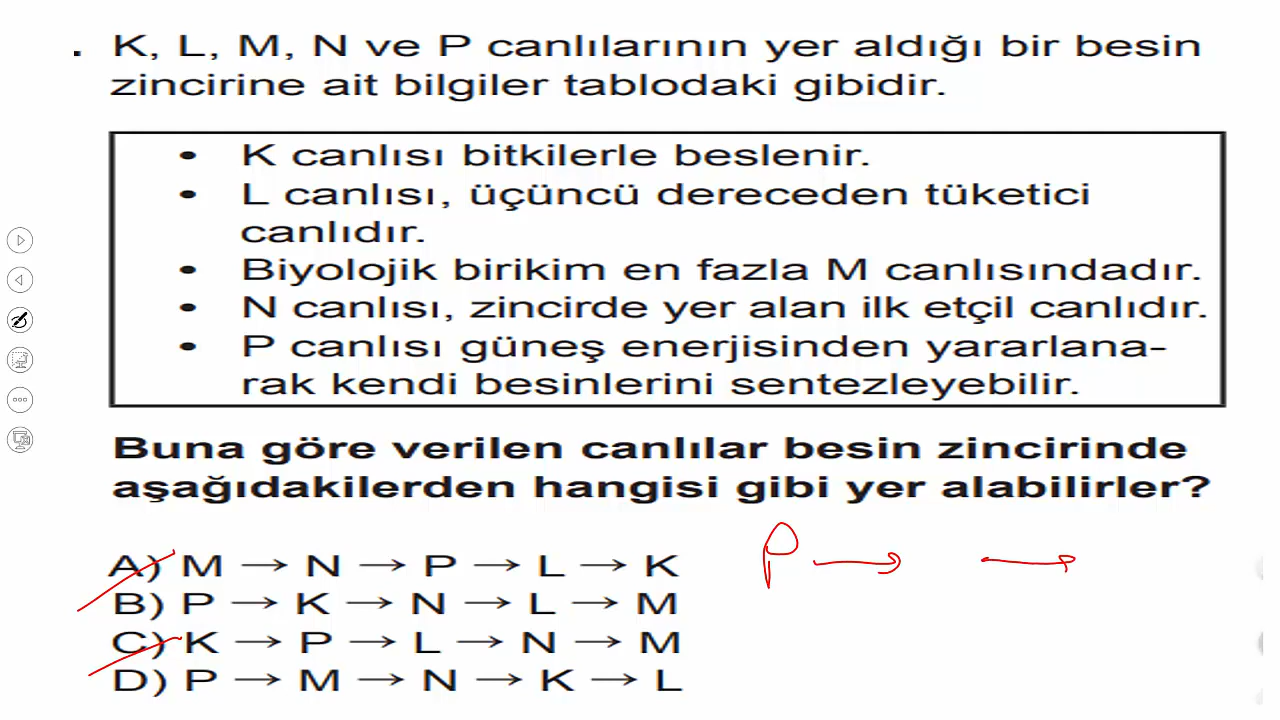 . K, L, M, N ve P canlılarının yer aldığı bir besin
zincirine ait bilgiler tablodaki gibidir.
• K canlısı bitkilerle beslenir.
• L canlısı, üçüncü dereceden tüketici
canlıdır.
• Biyolojik birikim en fazla M canlısındadır.
• N canlısı, zincirde yer alan ilk etçil canlıdır.
• P canlısı güneş enerjisinden yararlana-
rak kendi besinlerini sentezleyebilir.
Buna göre verilen canlılar besin zincirinde
aşağıdakilerden hangisi gibi yer alabilirler?
A) M → N → P → L → K
B) P → K → N → L → M
C) K → P → L → N → M
D) P → M → N → K → L
P → →